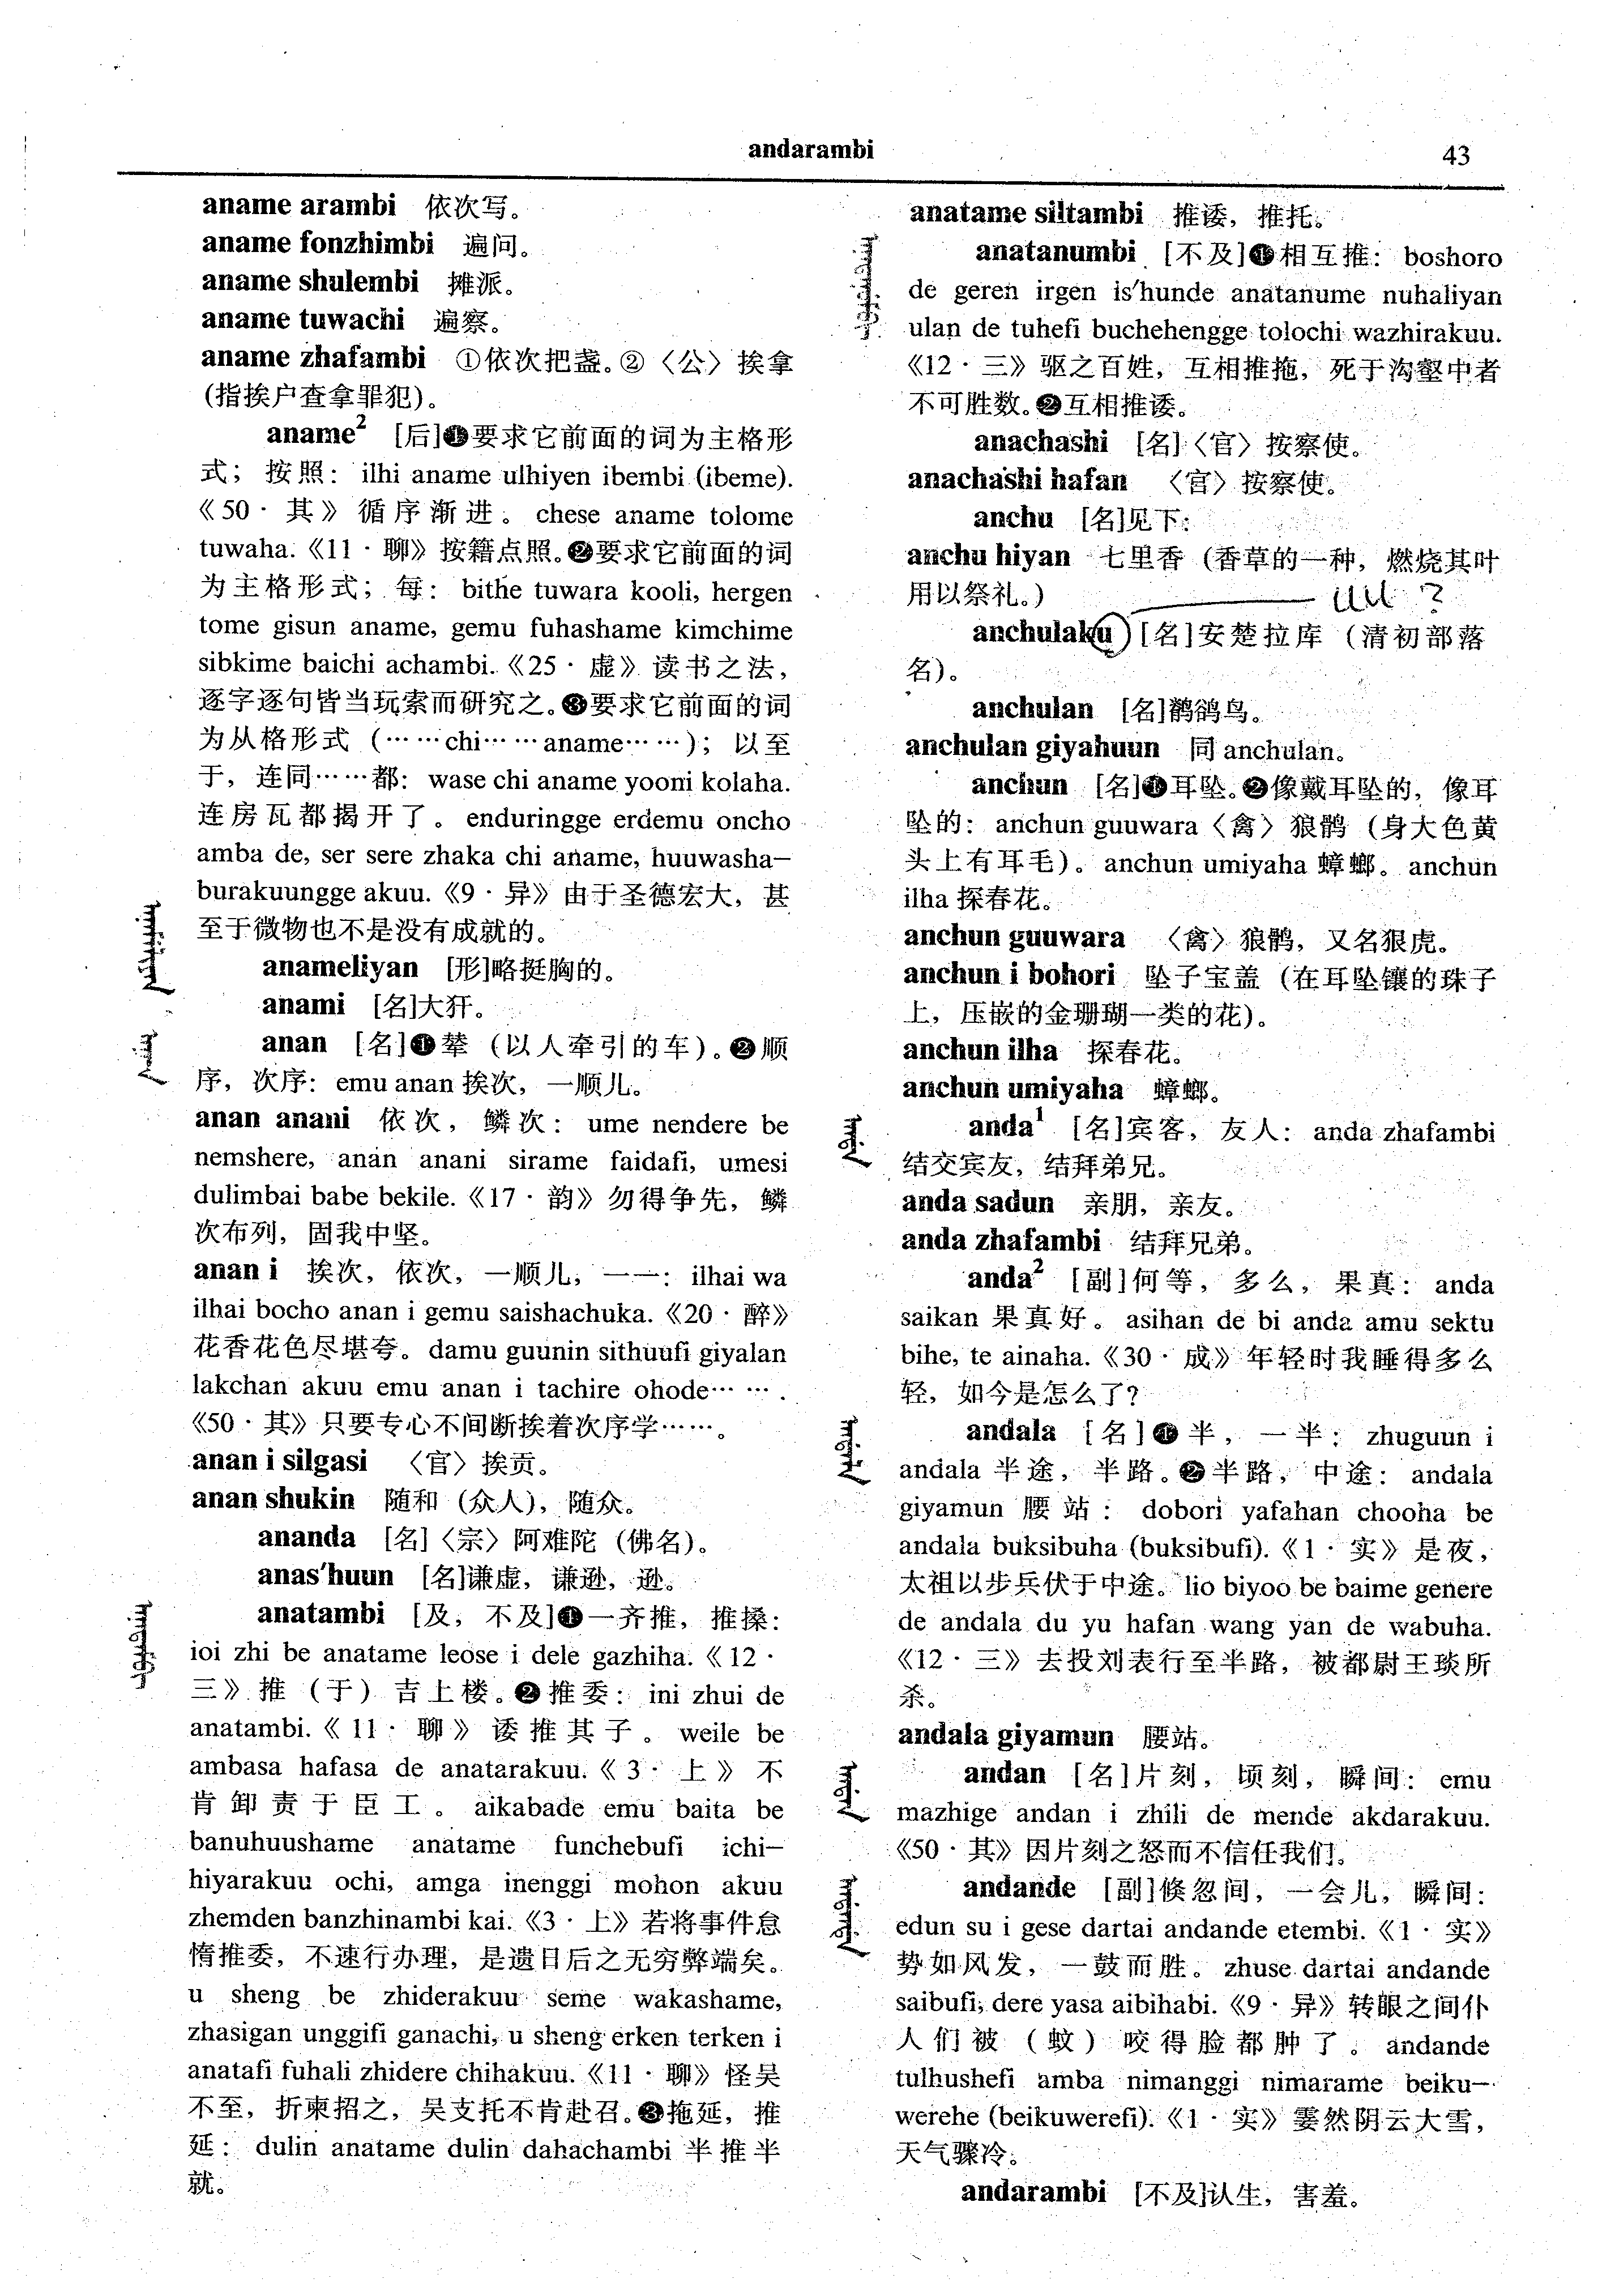 andarambi
43
aname arambi 依次写。
aname fonzhimbi 遍问。
aname shulembi 摊派。
aname tuwachi 遍察。
aname zhafambi ①依次把盏。②〈公〉挨拿
(指挨户查拿罪犯)。
aname² [后]❶要求它前面的词为主格形
式；按照：ilhi aname ulhiyen ibembi (ibeme).
《50·其》循序渐进。chese aname tolome
tuwaha.《11·聊》按籍点照。❷要求它前面的词
为主格形式；每：bithe tuwara kooli, hergen
tome gisun aname, gemu fuhashame kimchime
sibkime baichi achambi.《25·虚》读书之法，
逐字逐句皆当玩索而研究之。❸要求它前面的词
为从格形式 (……chi……aname……)；以至
于，连同……都：wase chi aname yooni kolaha.
连房瓦都揭开了。enduringge erdemu oncho
amba de, ser sere zhaka chi aname, huuwasha—
burakuungge akuu.《9·异》由于圣德宏大，甚
至于微物也不是没有成就的。
anameliyan [形]略挺胸的。
anami [名]大犴。
anan [名]❶辇 (以人牵引的车)。❷顺
序，次序：emu anan 挨次，一顺儿。
anan anani 依次，鳞次：ume nendere be
nemshere, anan anani sirame faidafi, umesi
dulimbai babe bekile.《17·韵》勿得争先，鳞
次布列，固我中坚。
anan i 挨次，依次，一顺儿，一一：ilhai wa
ilhai bocho anan i gemu saishachuka.《20·醉》
花香花色尽堪夸。damu guunin sithuufi giyalan
lakchan akuu emu anan i tachire ohode…….
《50·其》只要专心不间断挨着次序学……。
anan i silgasi 〈官〉挨贡。
anan shukin 随和 (众人)，随众。
ananda [名]〈宗〉阿难陀 (佛名)。
anas'huun [名]谦虚，谦逊，逊。
anatambi [及，不及]❶一齐推，推搡：
ioi zhi be anatame leose i dele gazhiha.《12·
三》推 (于) 吉上楼。❷推委：ini zhui de
anatambi.《11·聊》诿推其子。weile be
ambasa hafasa de anatarakuu.《3·上》不
肯卸责于臣工。aikabade emu baita be
banuhuushame anatame funchebufi ichi—
hiyarakuu ochi, amga inenggi mohon akuu
zhemden banzhinambi kai.《3·上》若将事件怠
惰推委，不速行办理，是遗日后之无穷弊端矣。
u sheng be zhiderakuu seme wakashame,
zhasigan unggifi ganachi, u sheng erken terken i
anatafi fuhali zhidere chihakuu.《11·聊》怪吴
不至，折柬招之，吴支托不肯赴召。❸拖延，推
延：dulin anatame dulin dahachambi 半推半
就。
anatame siltambi 推诿，推托。
anatanumbi [不及]❶相互推：boshoro
de geren irgen is'hunde anatanume nuhaliyan
ulan de tuhefi buchehengge tolochi wazhirakuu.
《12·三》驱之百姓，互相推拖，死于沟壑中者
不可胜数。❷互相推诿。
anachashi [名]〈官〉按察使。
anachashi hafan 〈官〉按察使。
anchu [名]见下：
anchu hiyan 七里香 (香草的一种，燃烧其叶
用以祭礼。)
anchulaku [名]安楚拉库 (清初部落
名)。
anchulan [名]鹊鸧鸟。
anchulan giyahuun 同 anchulan。
anchun [名]❶耳坠。❷像戴耳坠的，像耳
坠的：anchun guuwara〈禽〉狼鹘 (身大色黄
头上有耳毛)。anchun umiyaha 蟑螂。anchun
ilha 探春花。
anchun guuwara 〈禽〉狼鹘，又名狠虎。
anchun i bohori 坠子宝盖 (在耳坠镶的珠子
上，压嵌的金珊瑚一类的花)。
anchun ilha 探春花。
anchun umiyaha 蟑螂。
anda¹ [名]宾客，友人：anda zhafambi
结交宾友，结拜弟兄。
anda sadun 亲朋，亲友。
anda zhafambi 结拜兄弟。
anda² [副]何等，多么，果真：anda
saikan 果真好。asihan de bi anda amu sektu
bihe, te ainaha.《30·成》年轻时我睡得多么
轻，如今是怎么了?
andala [名]❶半，一半：zhuguun i
andala 半途，半路。❷半路，中途：andala
giyamun 腰站：dobori yafahan chooha be
andala buksibuha (buksibufi).《1·实》是夜，
太祖以步兵伏于中途。lio biyoo be baime genere
de andala du yu hafan wang yan de wabuha.
《12·三》去投刘表行至半路，被都尉王琰所
杀。
andala giyamun 腰站。
andan [名]片刻，顷刻，瞬间：emu
mazhige andan i zhili de mende akdarakuu.
《50·其》因片刻之怒而不信任我们。
andande [副]倏忽间，一会儿，瞬间：
edun su i gese dartai andande etembi.《1·实》
势如风发，一鼓而胜。zhuse dartai andande
saibufi, dere yasa aibihabi.《9·异》转眼之间仆
人们被 (蚊) 咬得脸都肿了。andande
tulhushefi amba nimanggi nimarame beiku—
werehe (beikuwerefi).《1·实》霎然阴云大雪，
天气骤冷。
andarambi [不及]认生，害羞。